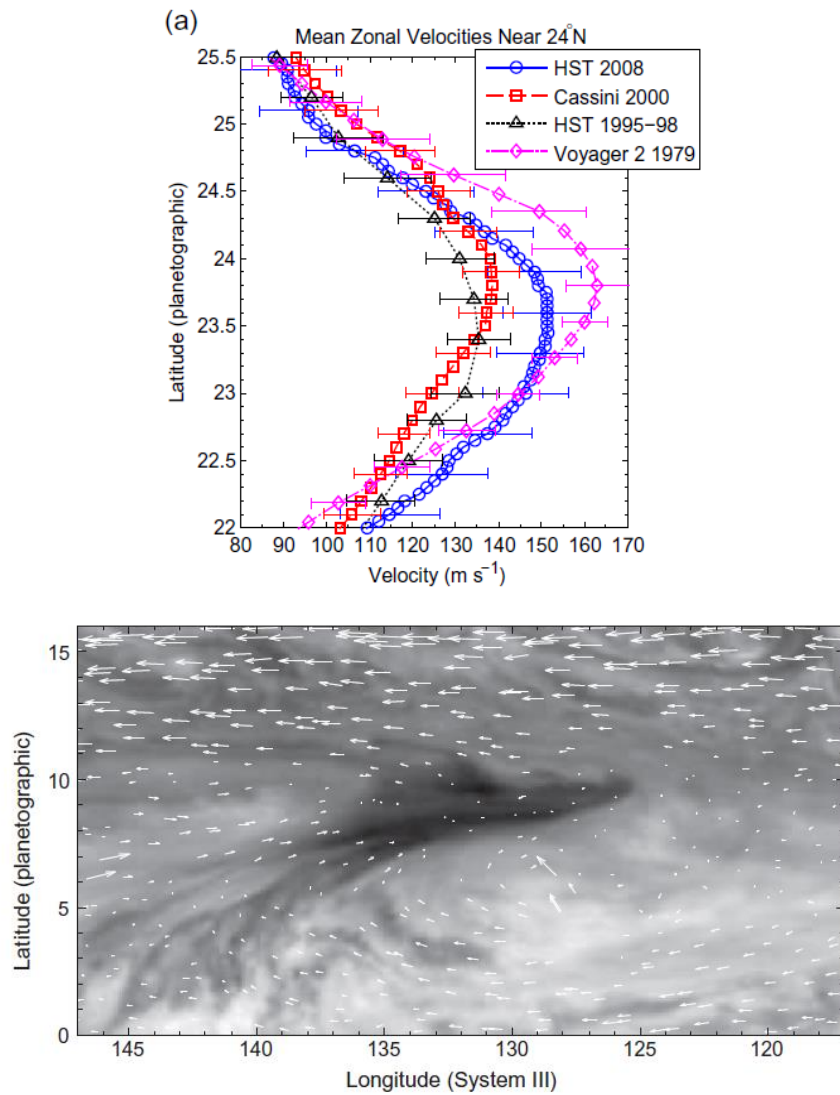 (a)
Mean Zonal Velocities Near 24°N
HST 2008
Cassini 2000
HST 1995−98
Voyager 2 1979
Latitude (planetographic)
25.5
25
24.5
24
23.5
23
22.5
22
80 90 100 110 120 130 140 150 160 170
Velocity (m s⁻¹)
Latitude (planetographic)
15
10
5
0
145 140 135 130 125 120
Longitude (System III)